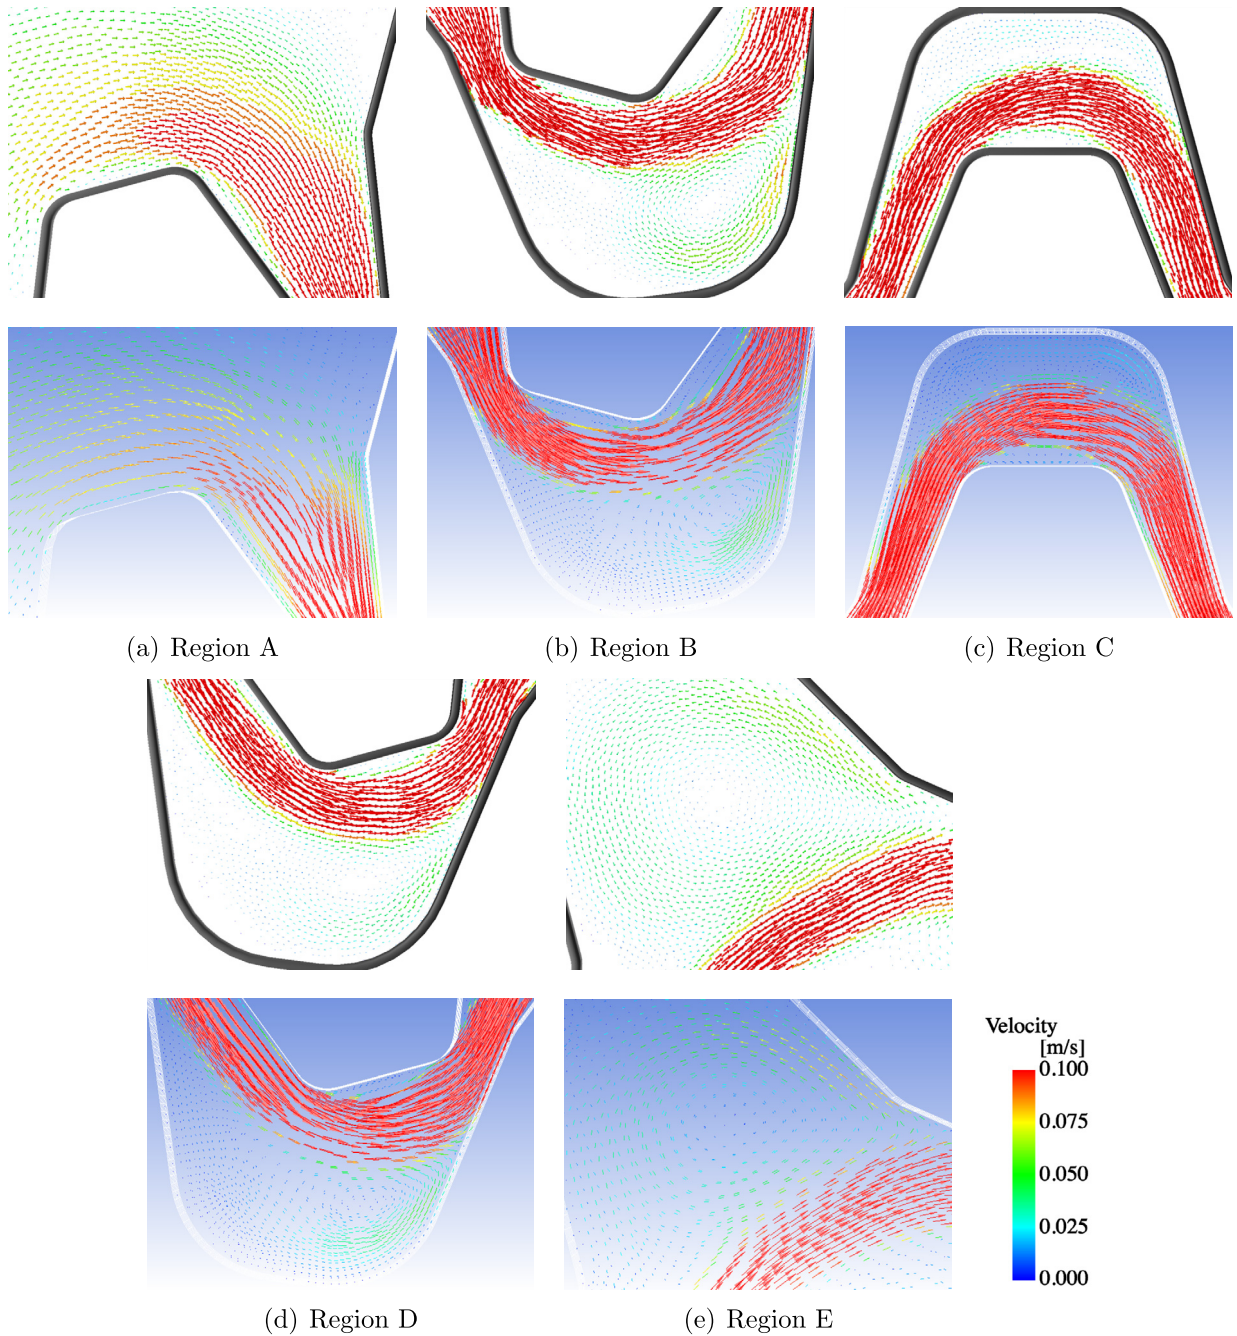 (a) Region A
(b) Region B
(c) Region C
Velocity
[m/s]
0.100
0.075
0.050
0.025
0.000
(d) Region D
(e) Region E